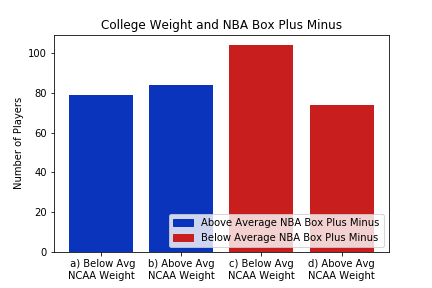 College Weight and NBA Box Plus Minus
Number of Players
100
80
60
40
20
0
Above Average NBA Box Plus Minus
Below Average NBA Box Plus Minus
a) Below Avg
NCAA Weight
b) Above Avg
NCAA Weight
c) Below Avg
NCAA Weight
d) Above Avg
NCAA Weight